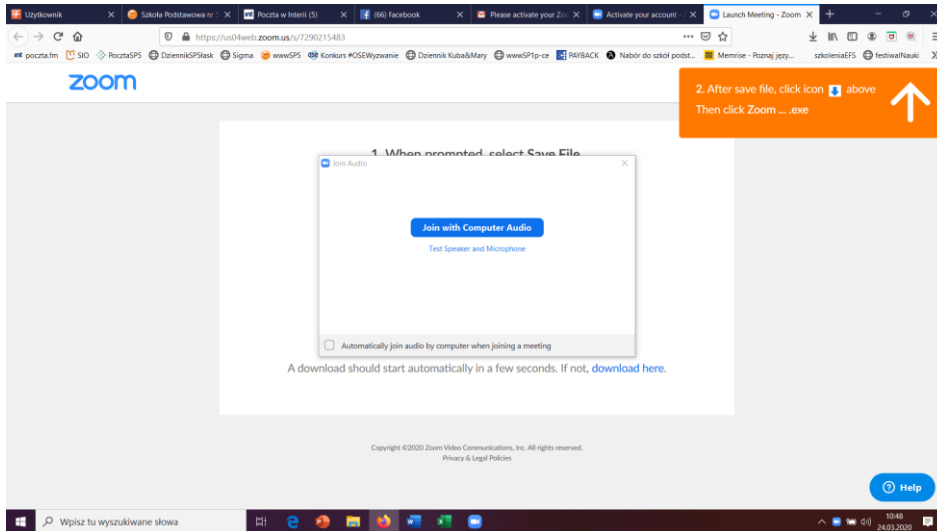 Użytkownik
Szkoła Podstawowa nr 5
Poczta w Interii (5)
(66) Facebook
Please activate your Zo
Activate your account -
Launch Meeting - Zoom
https://us04web.zoom.us/s/7290215483
poczta.fm
SIO
PocztaSP5
DziennikSP5łask
Sigma
wwwSP5
Konkurs #OSEWyzwanie
Dziennik Kuba&Mary
wwwSP1p-ce
PAYBACK
Nabór do szkół podst...
Memrise - Poznaj języ...
szkoleniaEFS
festiwalNauki
zoom
2. After save file, click icon above
Then click Zoom ... .exe
1. When prompted, select Save File
Join Audio
Join with Computer Audio
Test Speaker and Microphone
Automatically join audio by computer when joining a meeting
A download should start automatically in a few seconds. If not, download here.
Copyright ©2020 Zoom Video Communications, Inc. All rights reserved.
Privacy & Legal Policies
Help
Wpisz tu wyszukiwane słowa
10:48
24.03.2020